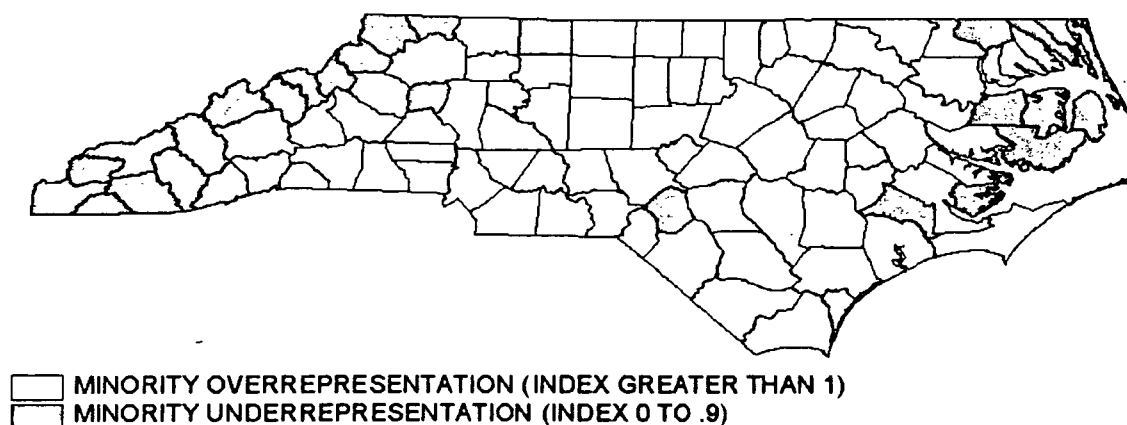 MINORITY OVERREPRESENTATION (INDEX GREATER THAN 1)
MINORITY UNDERREPRESENTATION (INDEX 0 TO .9)